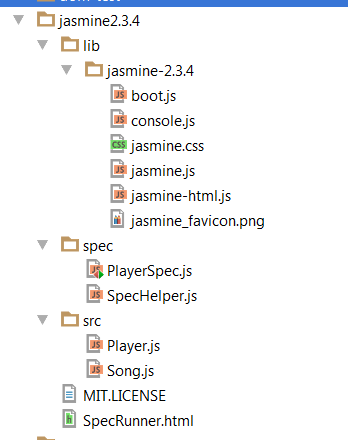 jasmine2.3.4
lib
jasmine-2.3.4
boot.js
console.js
jasmine.css
jasmine.js
jasmine-html.js
jasmine_favicon.png
spec
PlayerSpec.js
SpecHelper.js
src
Player.js
Song.js
MIT.LICENSE
SpecRunner.html